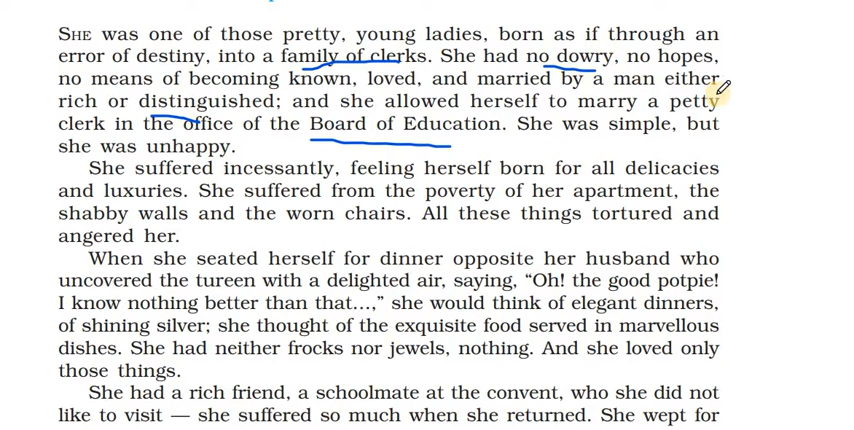 SHE was one of those pretty, young ladies, born as if through an
error of destiny, into a family of clerks. She had no dowry, no hopes,
no means of becoming known, loved, and married by a man either
rich or distinguished; and she allowed herself to marry a petty
clerk in the office of the Board of Education. She was simple, but
she was unhappy.
She suffered incessantly, feeling herself born for all delicacies
and luxuries. She suffered from the poverty of her apartment, the
shabby walls and the worn chairs. All these things tortured and
angered her.
When she seated herself for dinner opposite her husband who
uncovered the tureen with a delighted air, saying, “Oh! the good potpie!
I know nothing better than that...,” she would think of elegant dinners,
of shining silver; she thought of the exquisite food served in marvellous
dishes. She had neither frocks nor jewels, nothing. And she loved only
those things.
She had a rich friend, a schoolmate at the convent, who she did not
like to visit — she suffered so much when she returned. She wept for